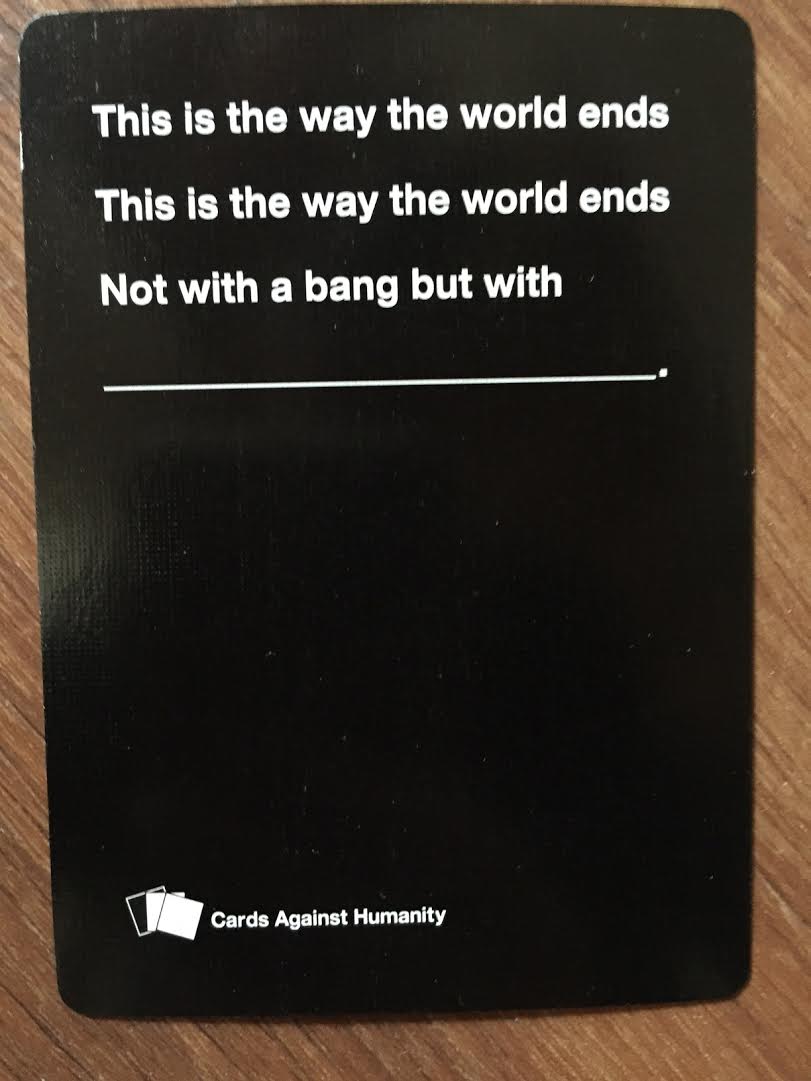 This is the way the world ends
This is the way the world ends
Not with a bang but with
____________________.
Cards Against Humanity